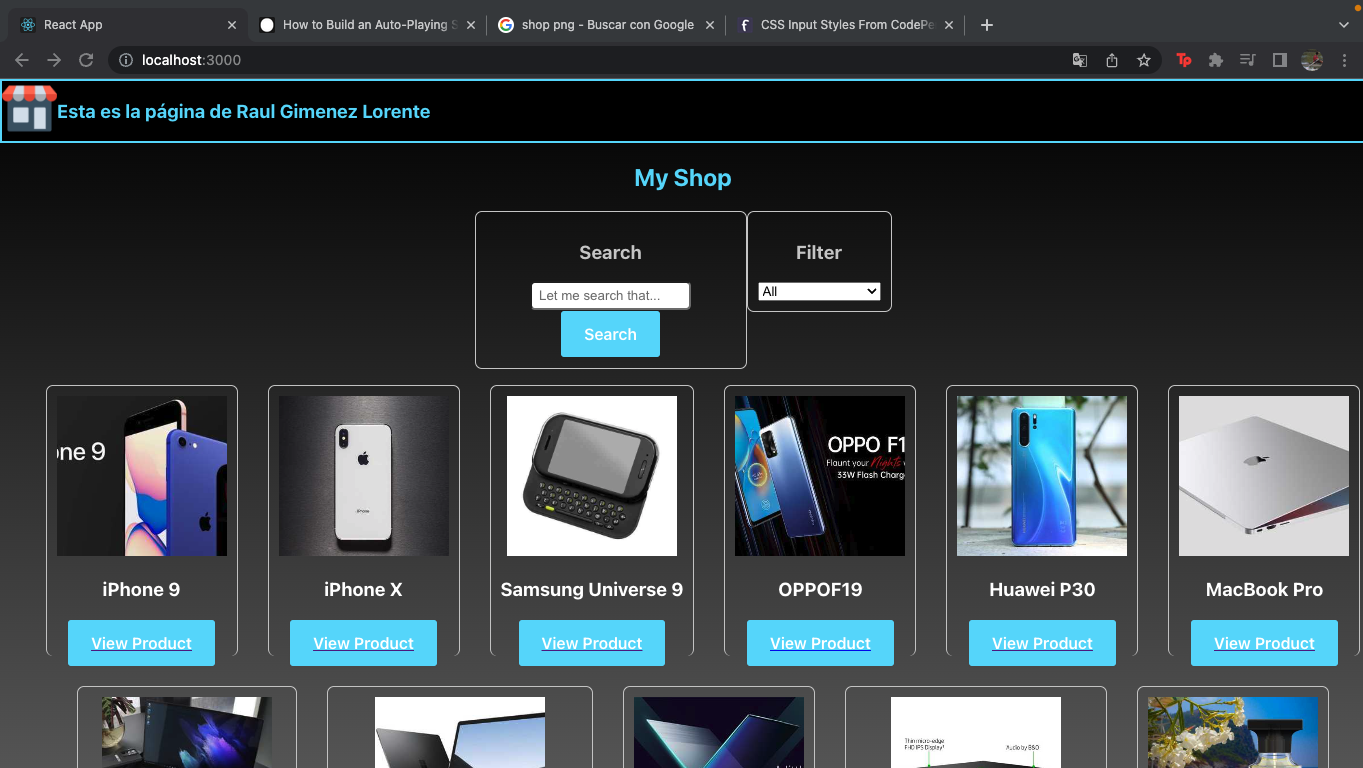 React App
How to Build an Auto-Playing S
shop png - Buscar con Google
CSS Input Styles From CodePe
localhost:3000
Tp
Esta es la página de Raul Gimenez Lorente
My Shop
Search
Filter
Let me search that...
All
Search
one 9
iPhone
OPPO F1
Flaunt your Nights
33W Flash Charge
iPhone 9
iPhone X
Samsung Universe 9
OPPOF19
Huawei P30
MacBook Pro
View Product
View Product
View Product
View Product
View Product
View Product
Thin micro-edge
FHD IPS Display¹
Audio by B&O